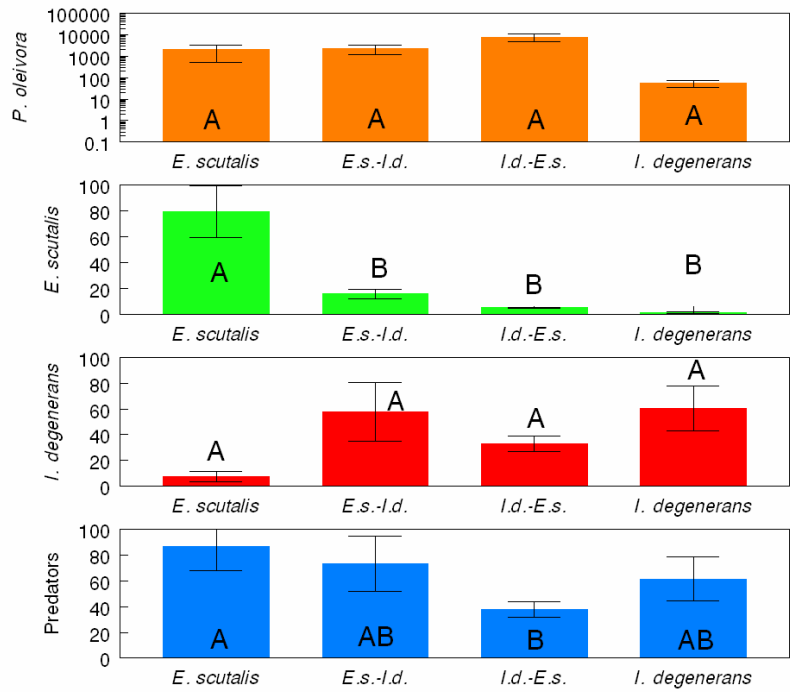 P. oleivora
100000
10000
1000
100
10
1
0.1
A A A A
E. scutalis E.s.-I.d. I.d.-E.s. I. degenerans
E. scutalis
100
80
60
40
20
0
A B B B
E. scutalis E.s.-I.d. I.d.-E.s. I. degenerans
I. degenerans
100
80
60
40
20
0
A A A A
E. scutalis E.s.-I.d. I.d.-E.s. I. degenerans
Predators
100
80
60
40
20
0
A AB B AB
E. scutalis E.s.-I.d. I.d.-E.s. I. degenerans